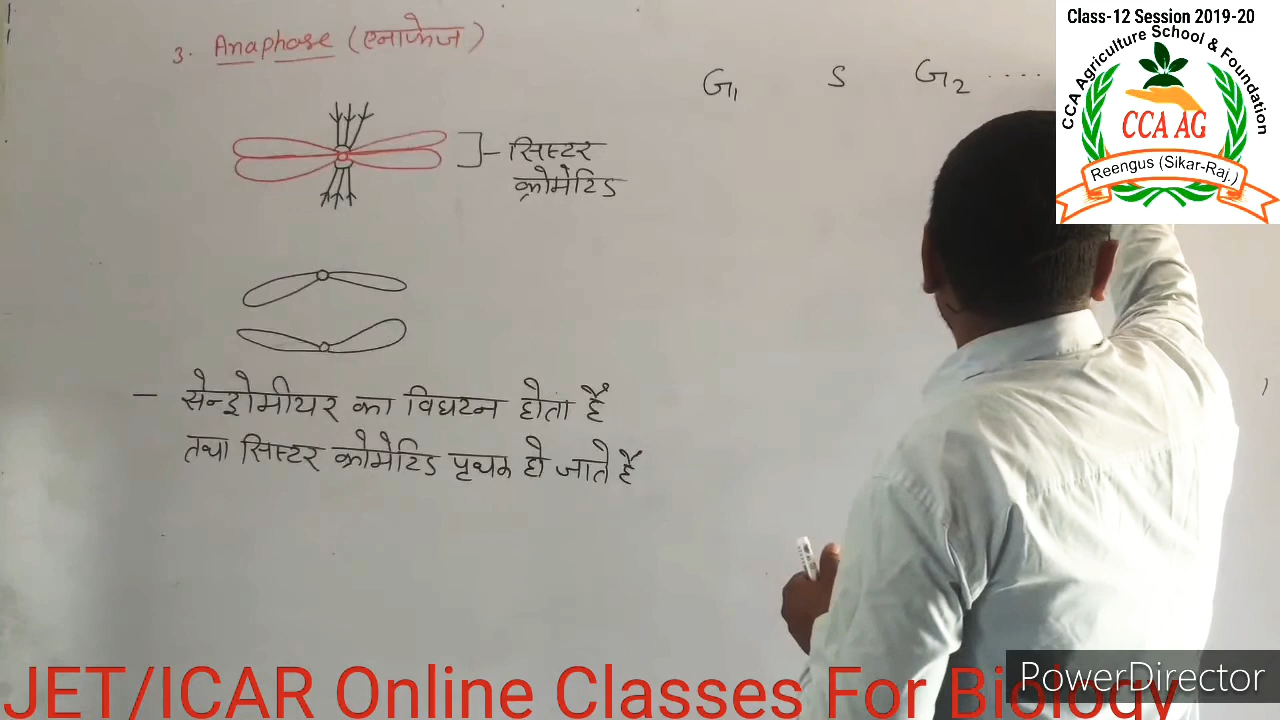 3. Anaphase (एनाफेज)
G1 S G2 ....
सिस्टर
क्रोमेटिड
– सेन्ट्रोमीयर का विघटन होता है
तथा सिस्टर क्रोमेटिड पृथक हो जाते है
Class-12 Session 2019-20
CCA Agriculture School & Foundation
CCA AG
Reengus (Sikar-Raj.)
JET/ICAR Online Classes For Biology
PowerDirector